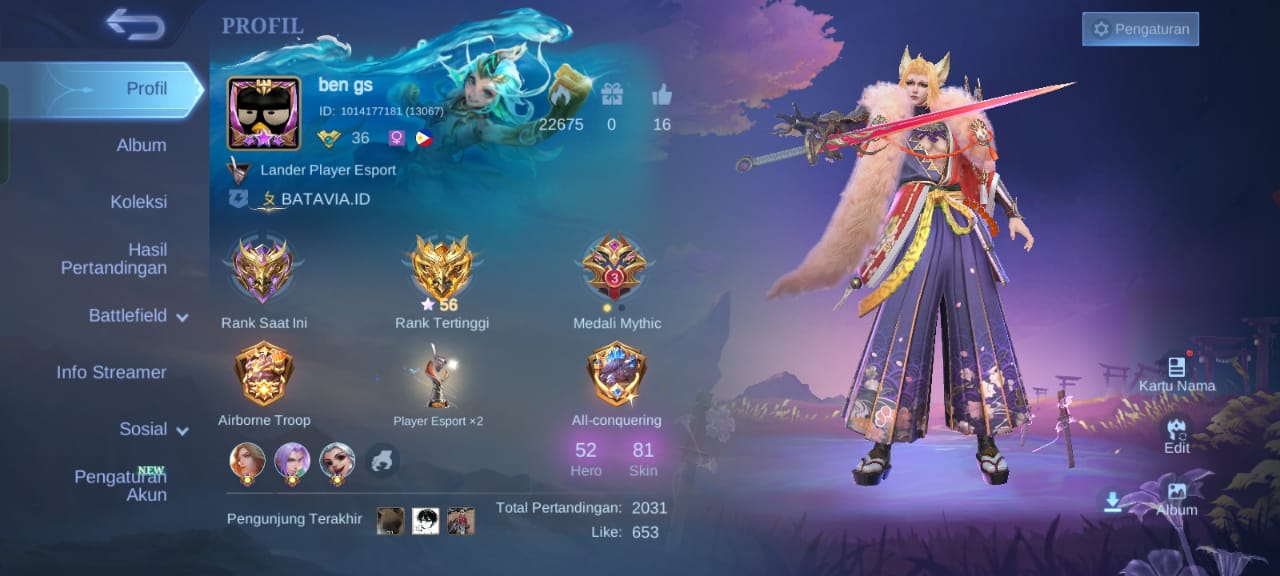 PROFIL
Pengaturan
Profil
Album
Koleksi
Hasil
Pertandingan
Battlefield
Info Streamer
Sosial
NEW
Pengaturan
Akun
ben gs
ID: 1014177181 (13067)
36
22675
0
16
Lander Player Esport
BATAVIA.ID
Rank Saat Ini
56
Rank Tertinggi
3
Medali Mythic
Airborne Troop
Player Esport ×2
All-conquering
52
Hero
81
Skin
Pengunjung Terakhir
Total Pertandingan: 2031
Like: 653
Kartu Nama
Edit
Album